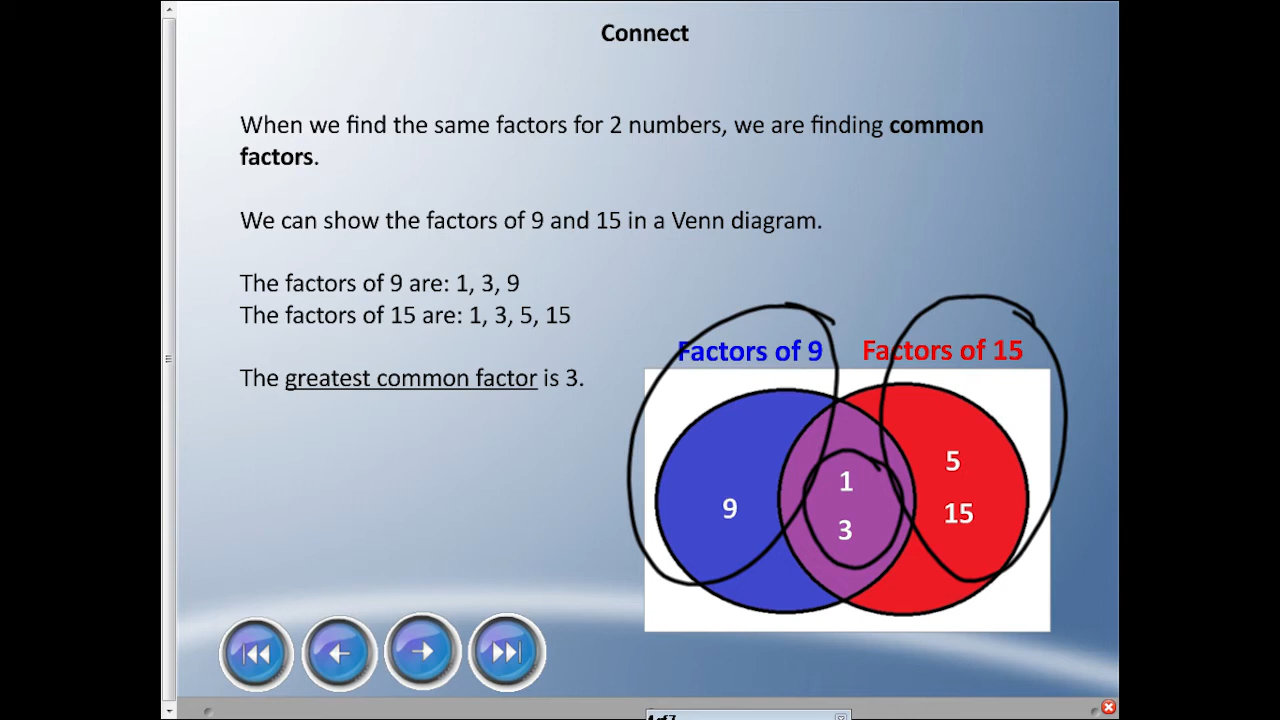 Connect
When we find the same factors for 2 numbers, we are finding common
factors.
We can show the factors of 9 and 15 in a Venn diagram.
The factors of 9 are: 1, 3, 9
The factors of 15 are: 1, 3, 5, 15
The greatest common factor is 3.
Factors of 9 Factors of 15
9
1
3
5
15